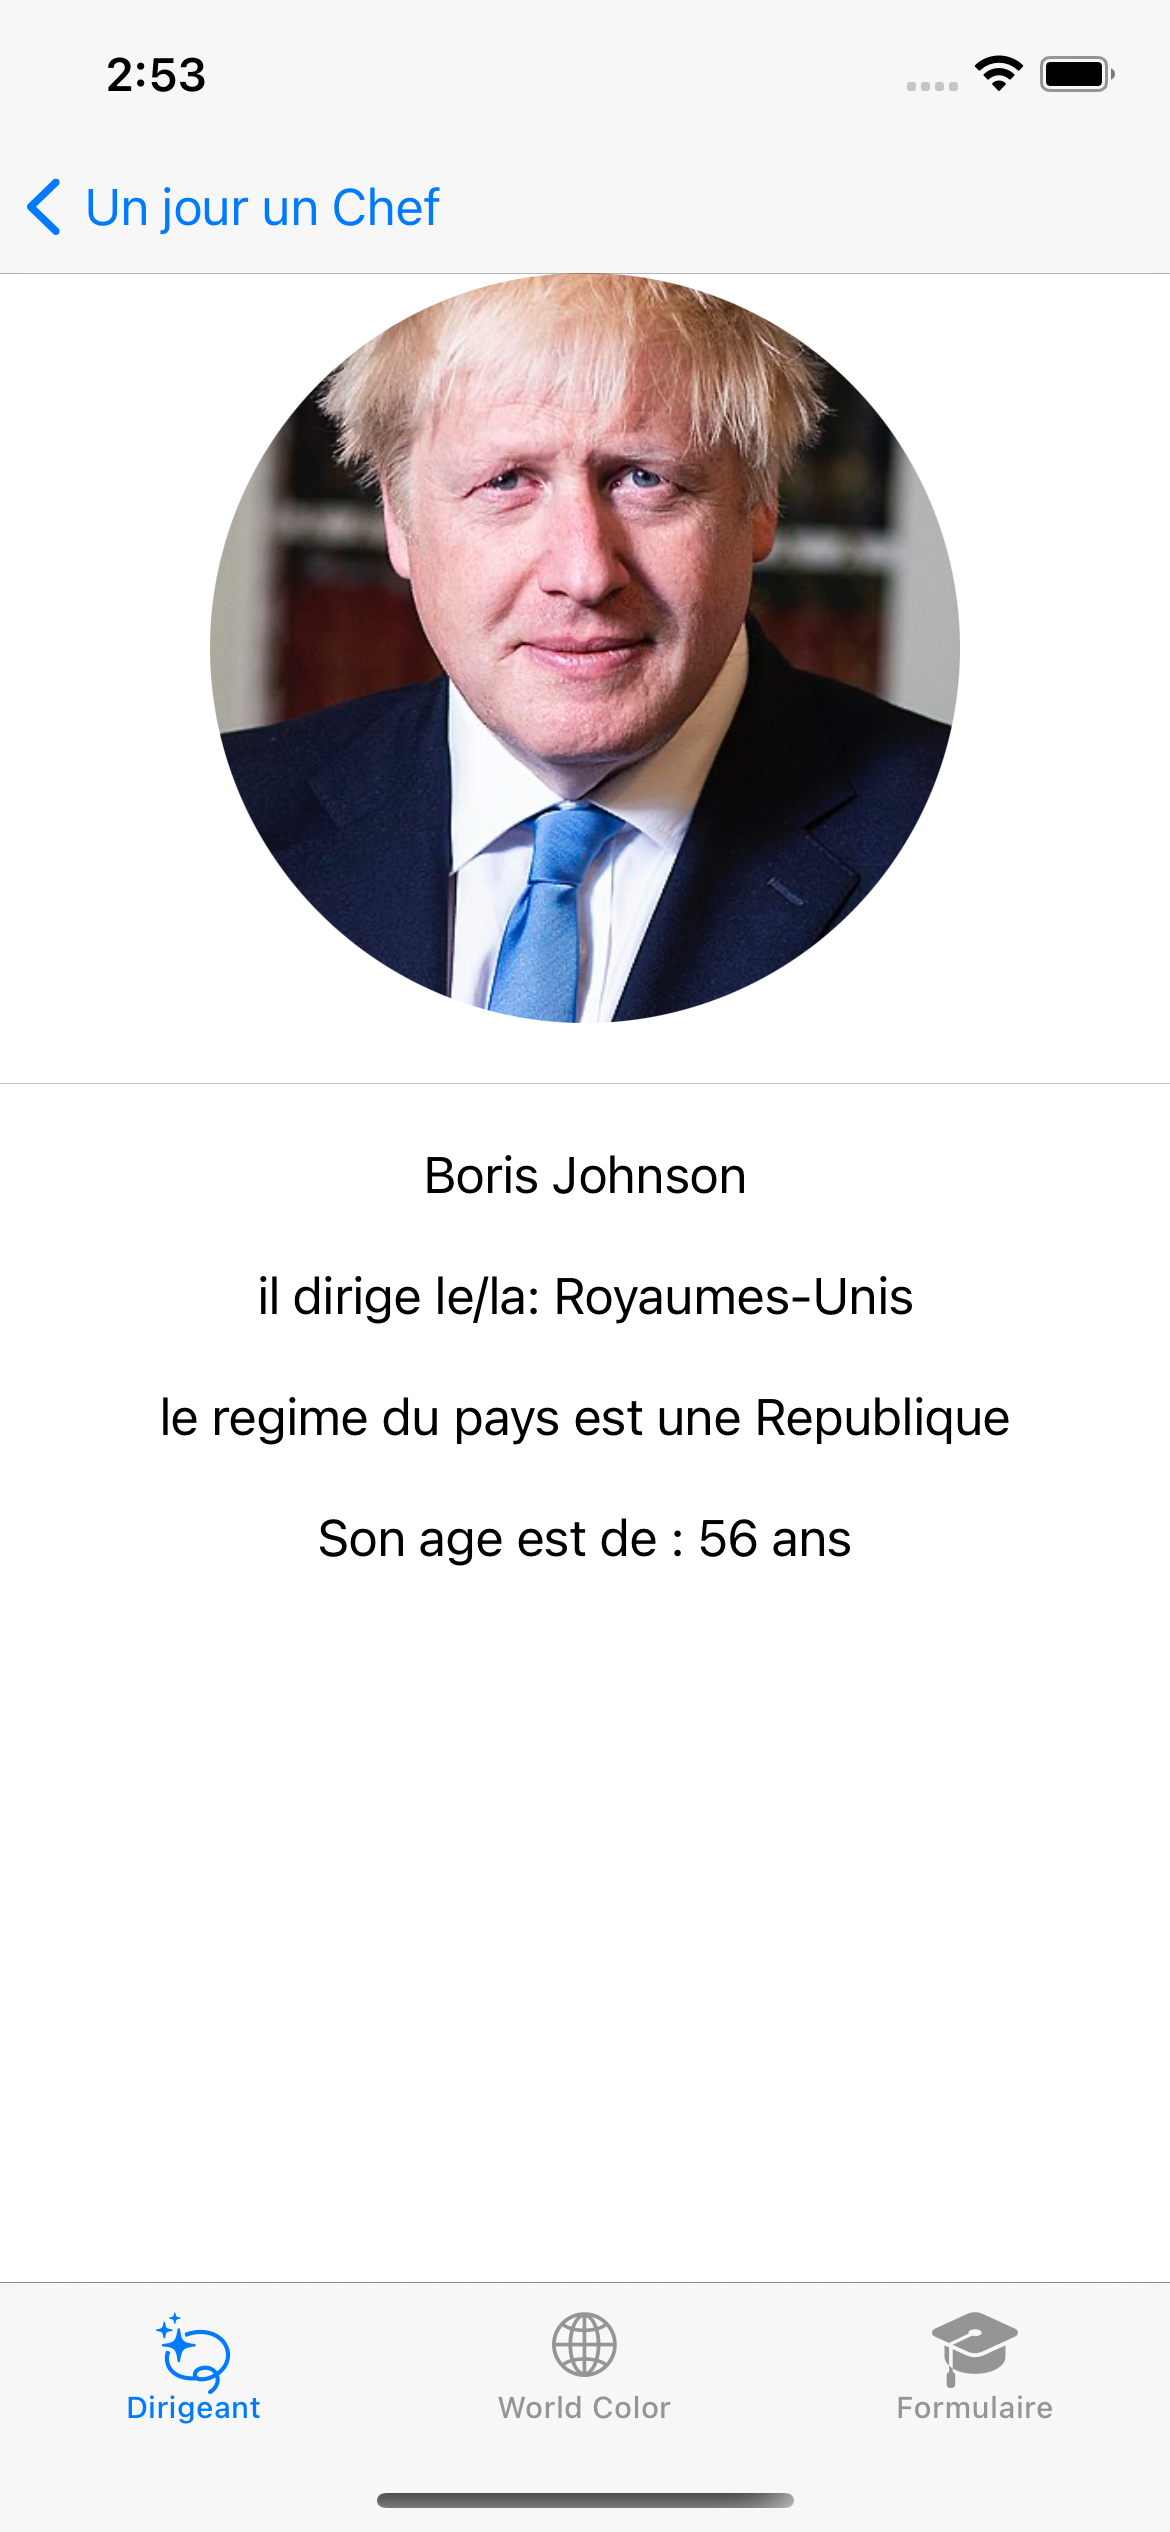 2:53
Un jour un Chef
Boris Johnson
il dirige le/la: Royaumes-Unis
le regime du pays est une Republique
Son age est de : 56 ans
Dirigeant
World Color
Formulaire